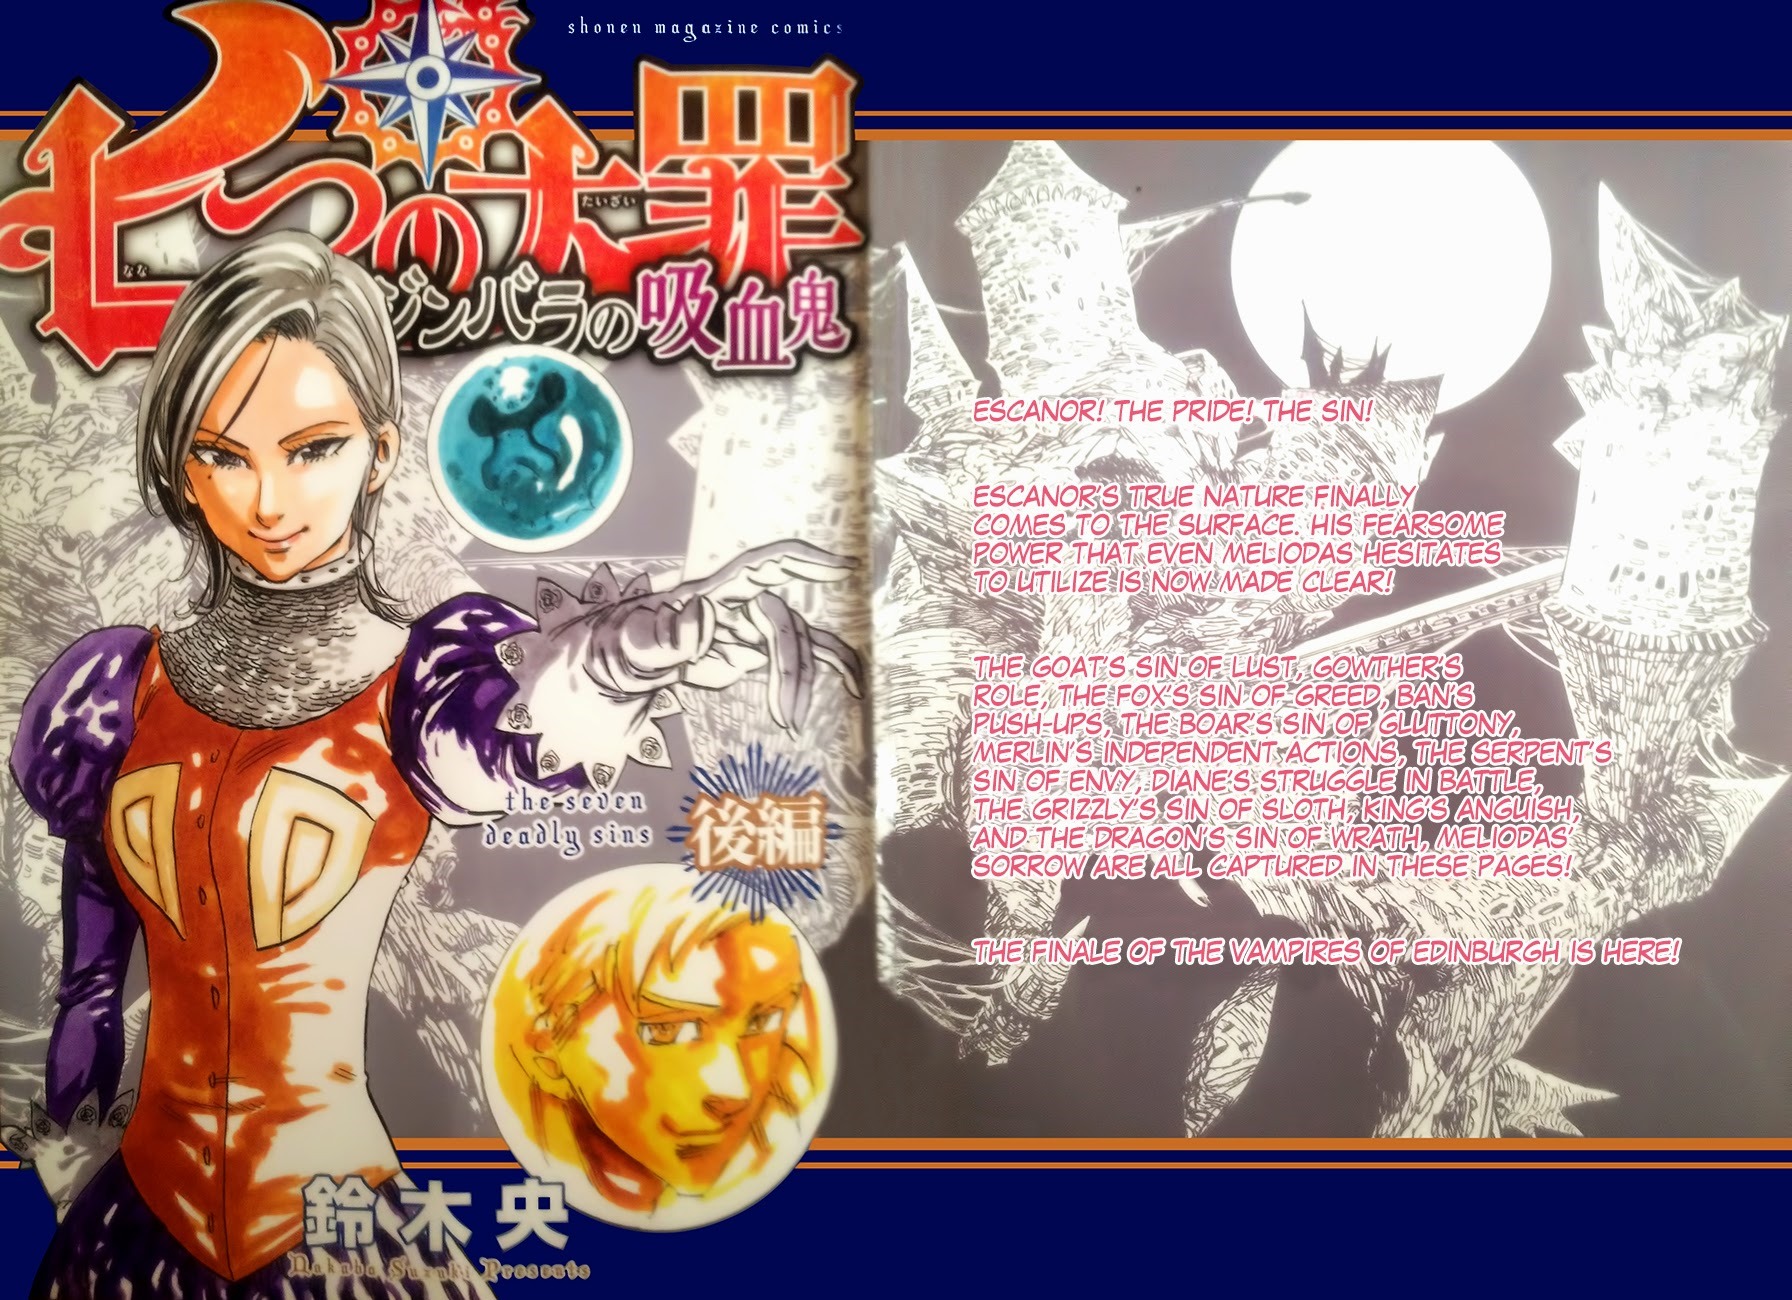 shonen magazine comics
七つの大罪
なな
たいざい
ジンバラの吸血鬼
the seven
deadly sins
後編
鈴木央
Nakaba Suzuki Presents
ESCANOR! THE PRIDE! THE SIN!
ESCANOR'S TRUE NATURE FINALLY
COMES TO THE SURFACE. HIS FEARSOME
POWER THAT EVEN MELIODAS HESITATES
TO UTILIZE IS NOW MADE CLEAR!
THE GOAT'S SIN OF LUST, GOWTHER'S
ROLE, THE FOX'S SIN OF GREED, BAN'S
PUSH-UPS, THE BOAR'S SIN OF GLUTTONY,
MERLIN'S INDEPENDENT ACTIONS, THE SERPENT'S
SIN OF ENVY, DIANE'S STRUGGLE IN BATTLE,
THE GRIZZLY'S SIN OF SLOTH, KING'S ANGUISH,
AND THE DRAGON'S SIN OF WRATH, MELIODAS'
SORROW ARE ALL CAPTURED IN THESE PAGES!
THE FINALE OF THE VAMPIRES OF EDINBURGH IS HERE!